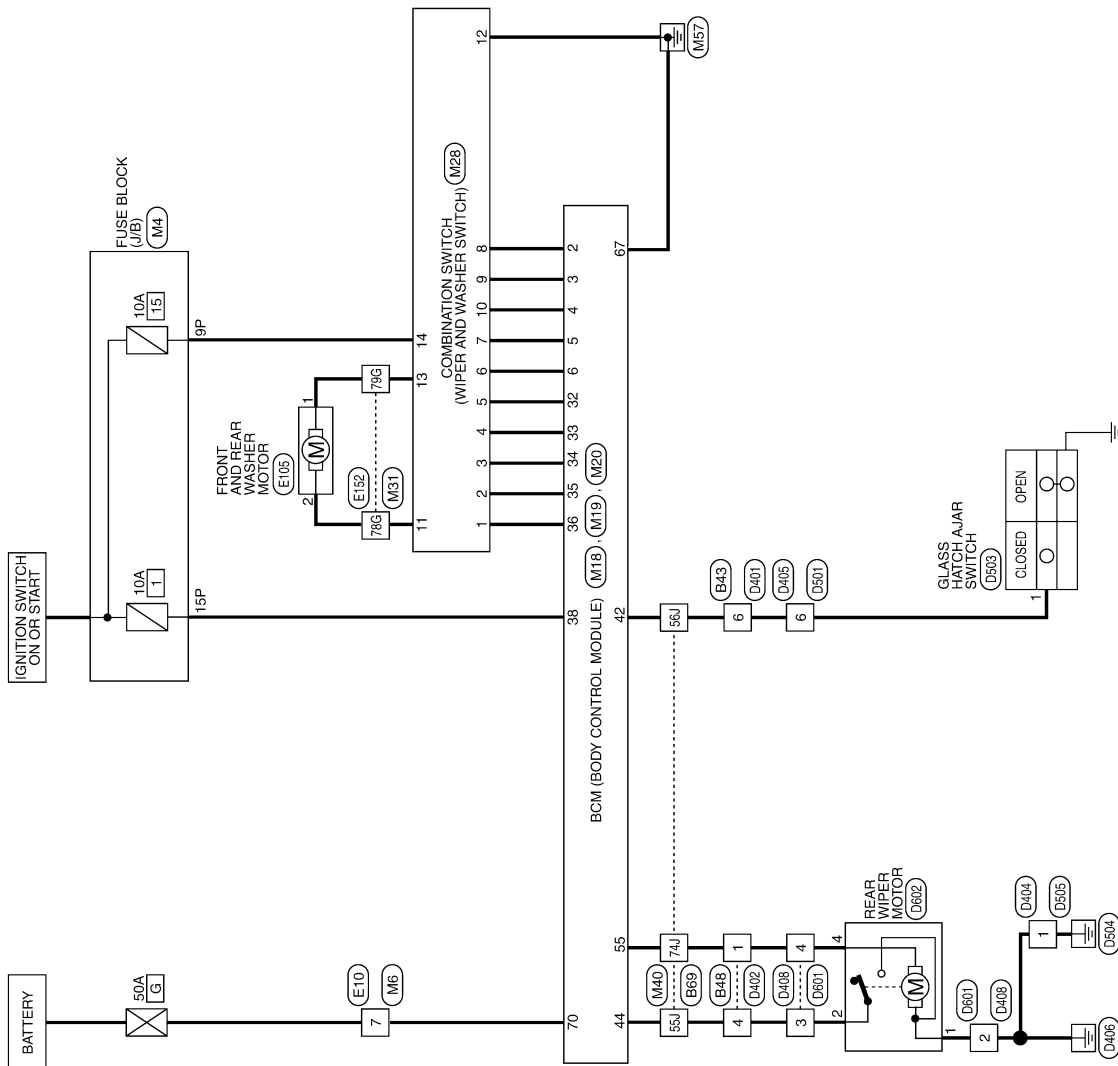 BATTERY
50A
G
E10
7
M6
IGNITION SWITCH
ON OR START
FUSE BLOCK
(J/B)
M4
10A
1
10A
15
15P
9P
FRONT
AND REAR
WASHER
MOTOR
E105
2
M
1
E152
78G
79G
M31
11
13
14
12
COMBINATION SWITCH
(WIPER AND WASHER SWITCH)
M28
1
2
3
4
5
6
7
10
9
8
M57
70
38
36
35
34
33
32
6
5
4
3
2
BCM (BODY CONTROL MODULE)
M18 , M19 , M20
44
55
42
67
M40
55J
74J
56J
B69
B48
4
1
D402
B43
6
D401
D408
3
4
D601
D405
6
D501
REAR
WIPER
MOTOR
D602
2
4
M
1
GLASS
HATCH AJAR
SWITCH
D503
CLOSED
OPEN
1
D601
2
D408
D404
1
D505
D406
D504